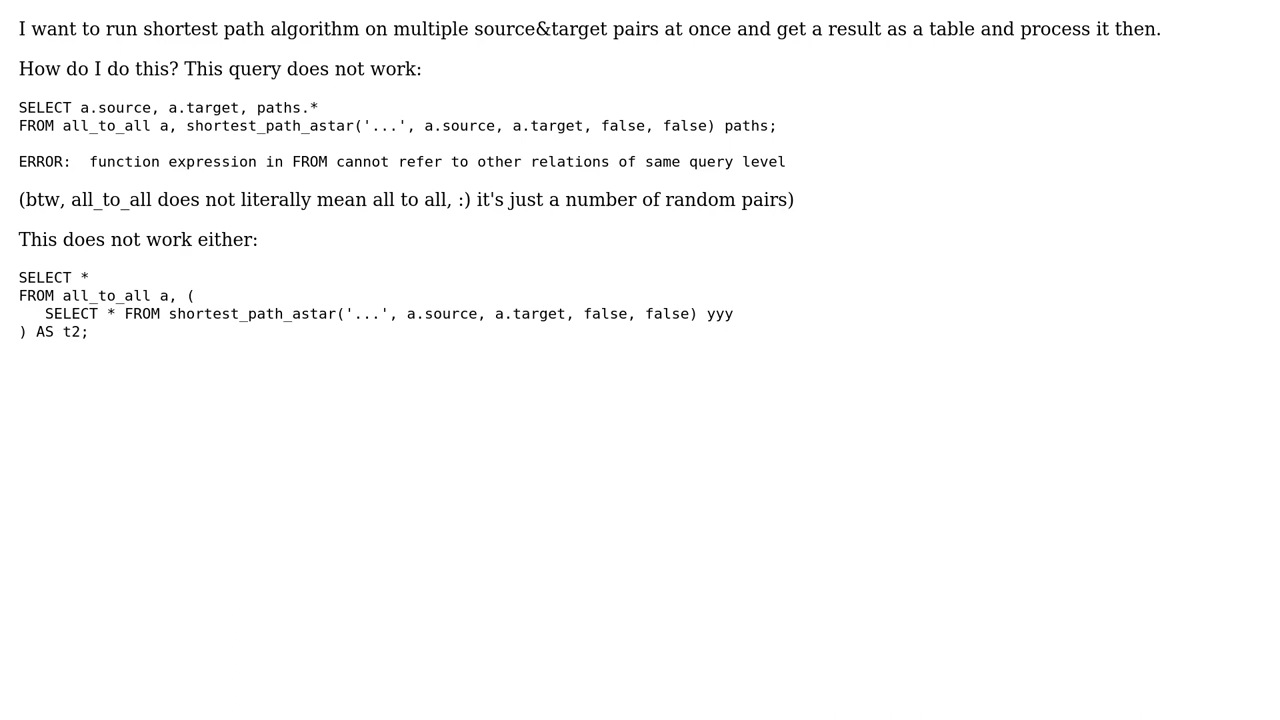 I want to run shortest path algorithm on multiple source&target pairs at once and get a result as a table and process it then.
How do I do this? This query does not work:
SELECT a.source, a.target, paths.*
FROM all_to_all a, shortest_path_astar('...', a.source, a.target, false, false) paths;
ERROR:  function expression in FROM cannot refer to other relations of same query level
(btw, all_to_all does not literally mean all to all, :) it's just a number of random pairs)
This does not work either:
SELECT *
FROM all_to_all a, (
   SELECT * FROM shortest_path_astar('...', a.source, a.target, false, false) yyy
) AS t2;